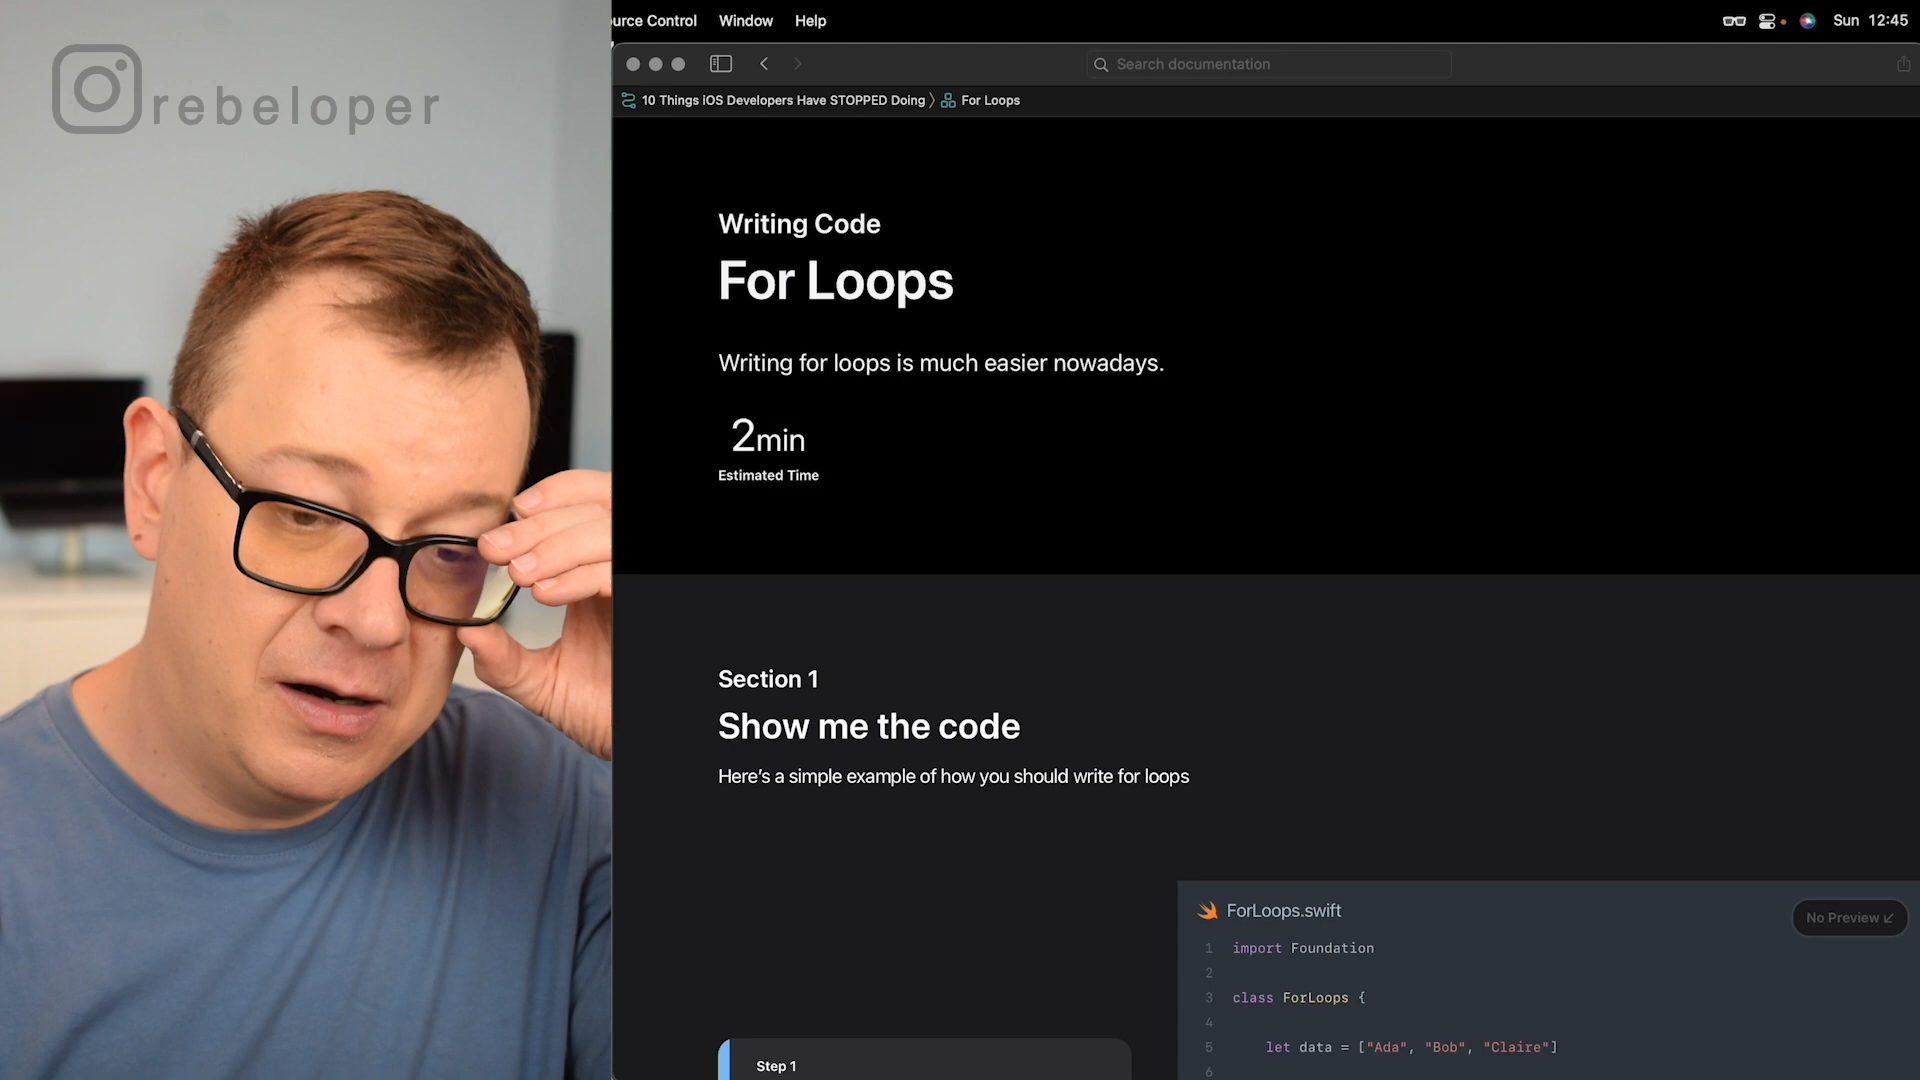 rebeloper
urce Control Window Help
Sun 12:45
Search documentation
10 Things iOS Developers Have STOPPED Doing For Loops
Writing Code
For Loops
Writing for loops is much easier nowadays.
2min
Estimated Time
Section 1
Show me the code
Here's a simple example of how you should write for loops
ForLoops.swift
No Preview
1 import Foundation
2
3 class ForLoops {
4
5 let data = ["Ada", "Bob", "Claire"]
6
Step 1